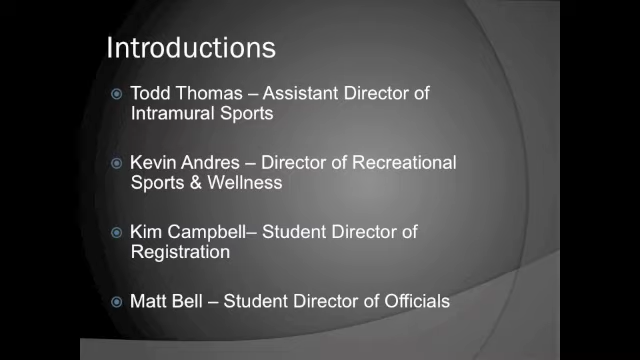 Introductions
Todd Thomas – Assistant Director of
Intramural Sports
Kevin Andres – Director of Recreational
Sports & Wellness
Kim Campbell– Student Director of
Registration
Matt Bell – Student Director of Officials